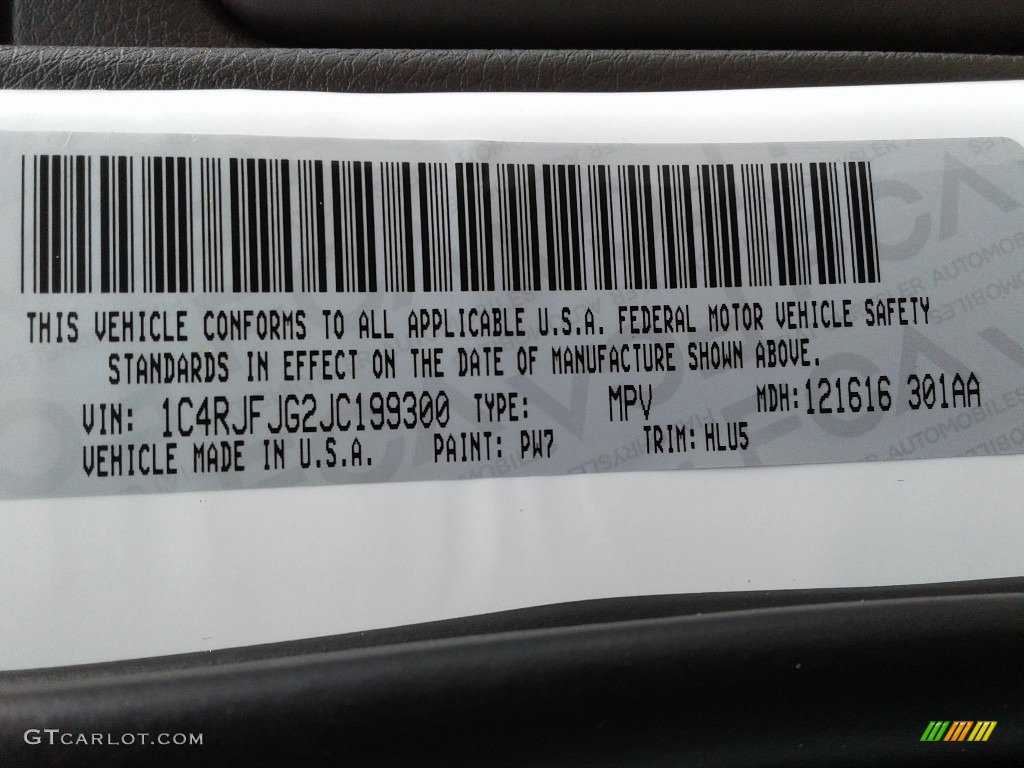 THIS VEHICLE CONFORMS TO ALL APPLICABLE U.S.A. FEDERAL MOTOR VEHICLE SAFETY
STANDARDS IN EFFECT ON THE DATE OF MANUFACTURE SHOWN ABOVE.
VIN: 1C4RJFJG2JC199300 TYPE: MPV MDH:121616 301AA
VEHICLE MADE IN U.S.A. PAINT: PW7 TRIM:HLU5
GTCARLOT.COM